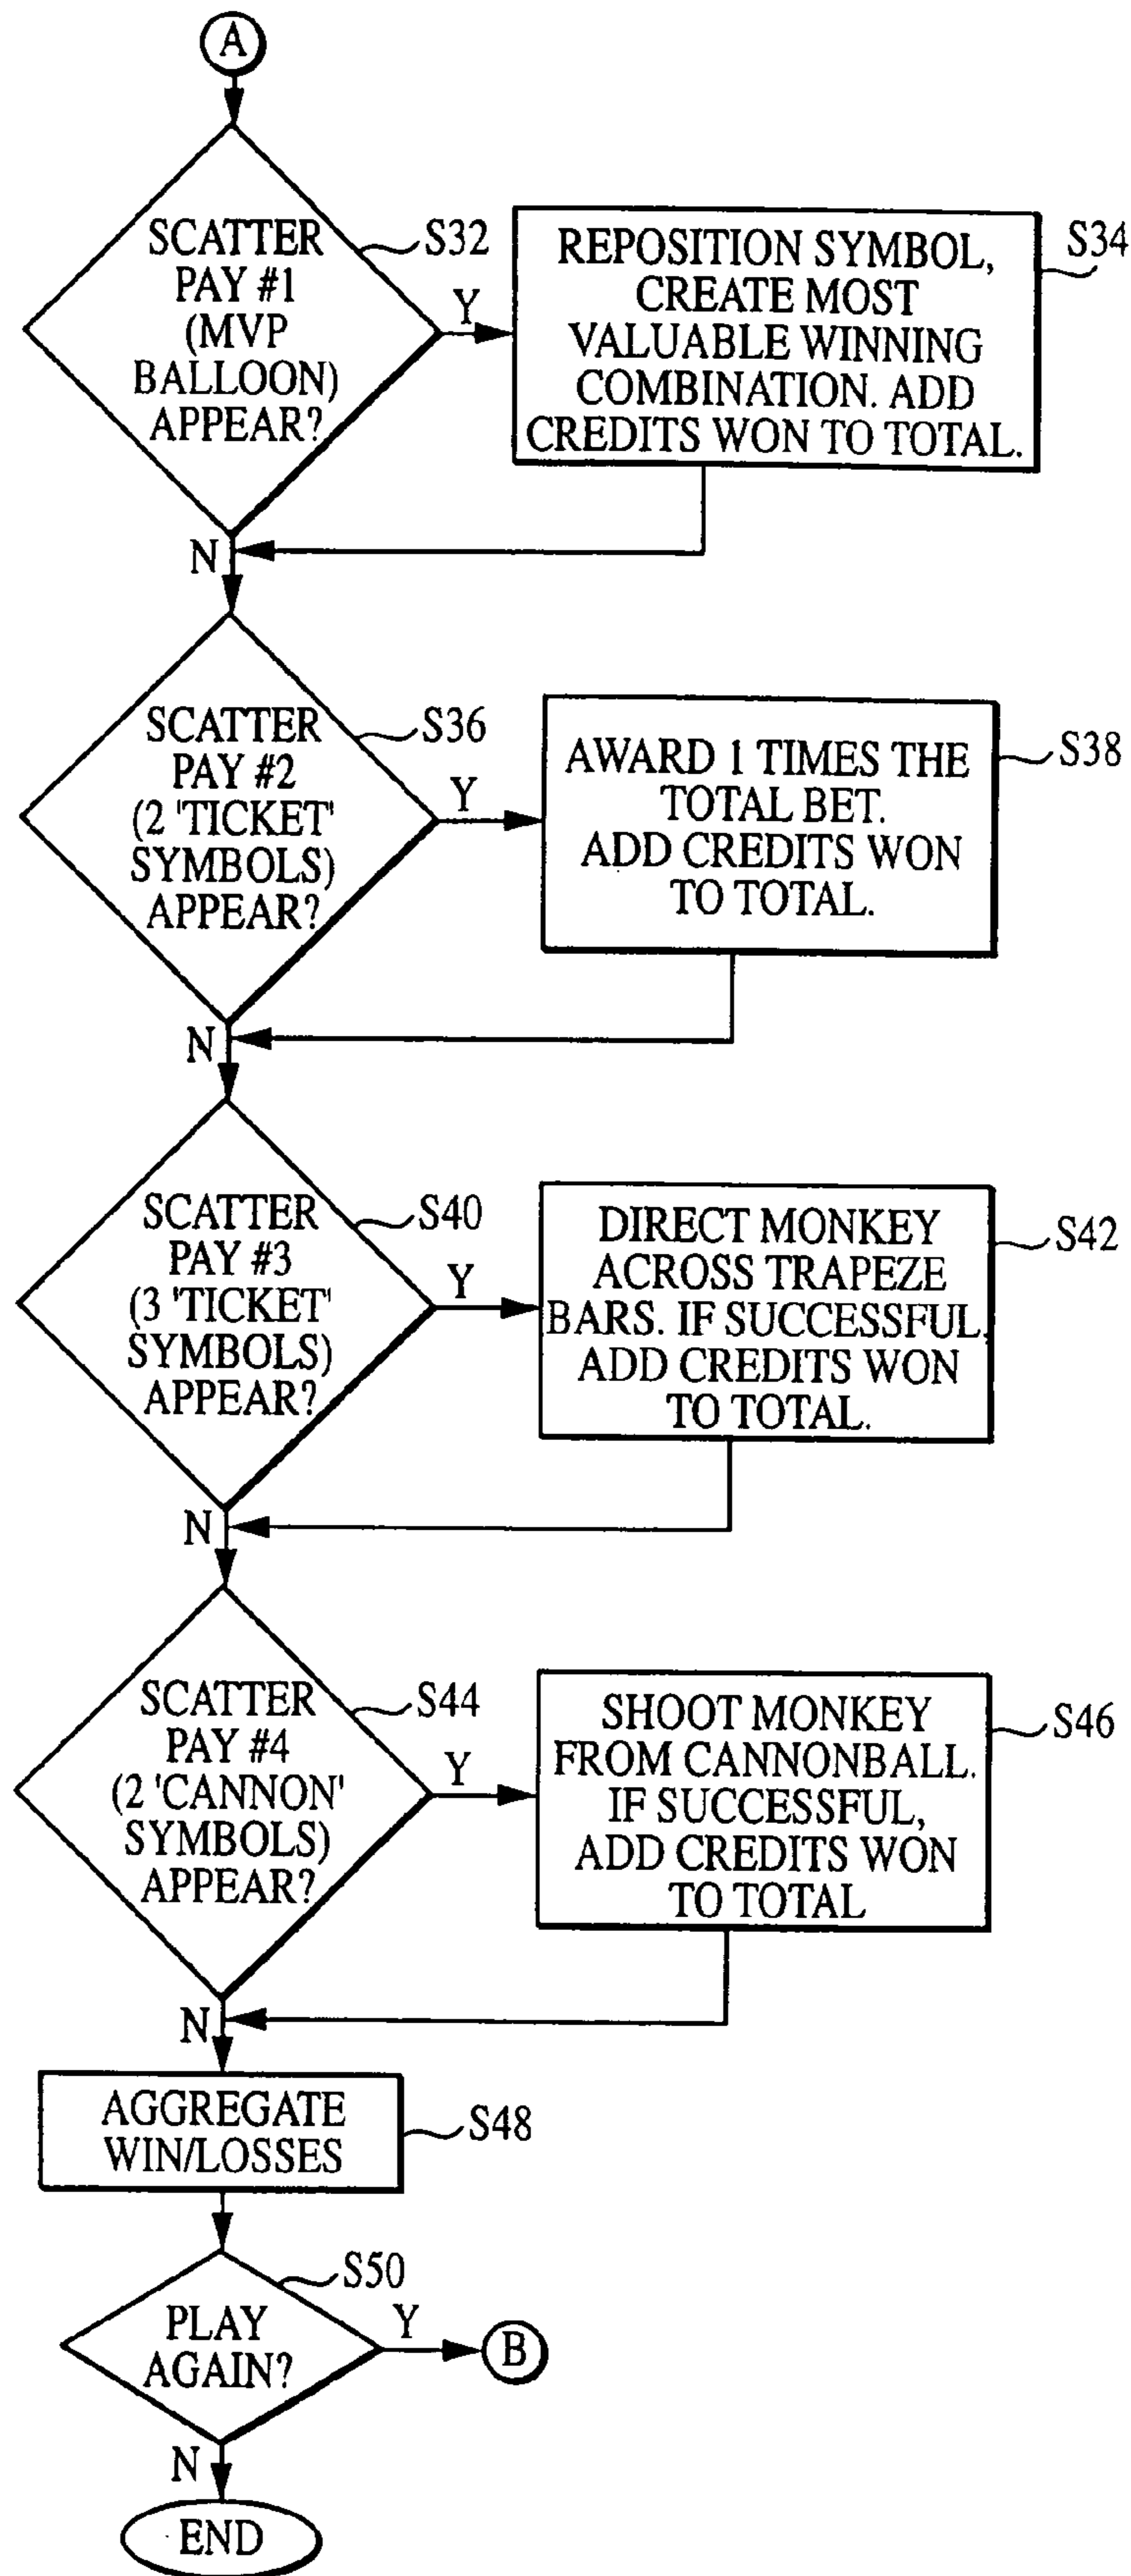 A
SCATTER
PAY #1
(MVP
BALLOON)
APPEAR?
S32
Y
REPOSITION SYMBOL,
CREATE MOST
VALUABLE WINNING
COMBINATION. ADD
CREDITS WON TO TOTAL.
S34
N
SCATTER
PAY #2
(2 'TICKET'
SYMBOLS)
APPEAR?
S36
Y
AWARD 1 TIMES THE
TOTAL BET.
ADD CREDITS WON
TO TOTAL.
S38
N
SCATTER
PAY #3
(3 'TICKET'
SYMBOLS)
APPEAR?
S40
Y
DIRECT MONKEY
ACROSS TRAPEZE
BARS. IF SUCCESSFUL,
ADD CREDITS WON
TO TOTAL.
S42
N
SCATTER
PAY #4
(2 'CANNON'
SYMBOLS)
APPEAR?
S44
Y
SHOOT MONKEY
FROM CANNONBALL.
IF SUCCESSFUL,
ADD CREDITS WON
TO TOTAL
S46
N
AGGREGATE
WIN/LOSSES
S48
PLAY
AGAIN?
S50
Y
B
N
END